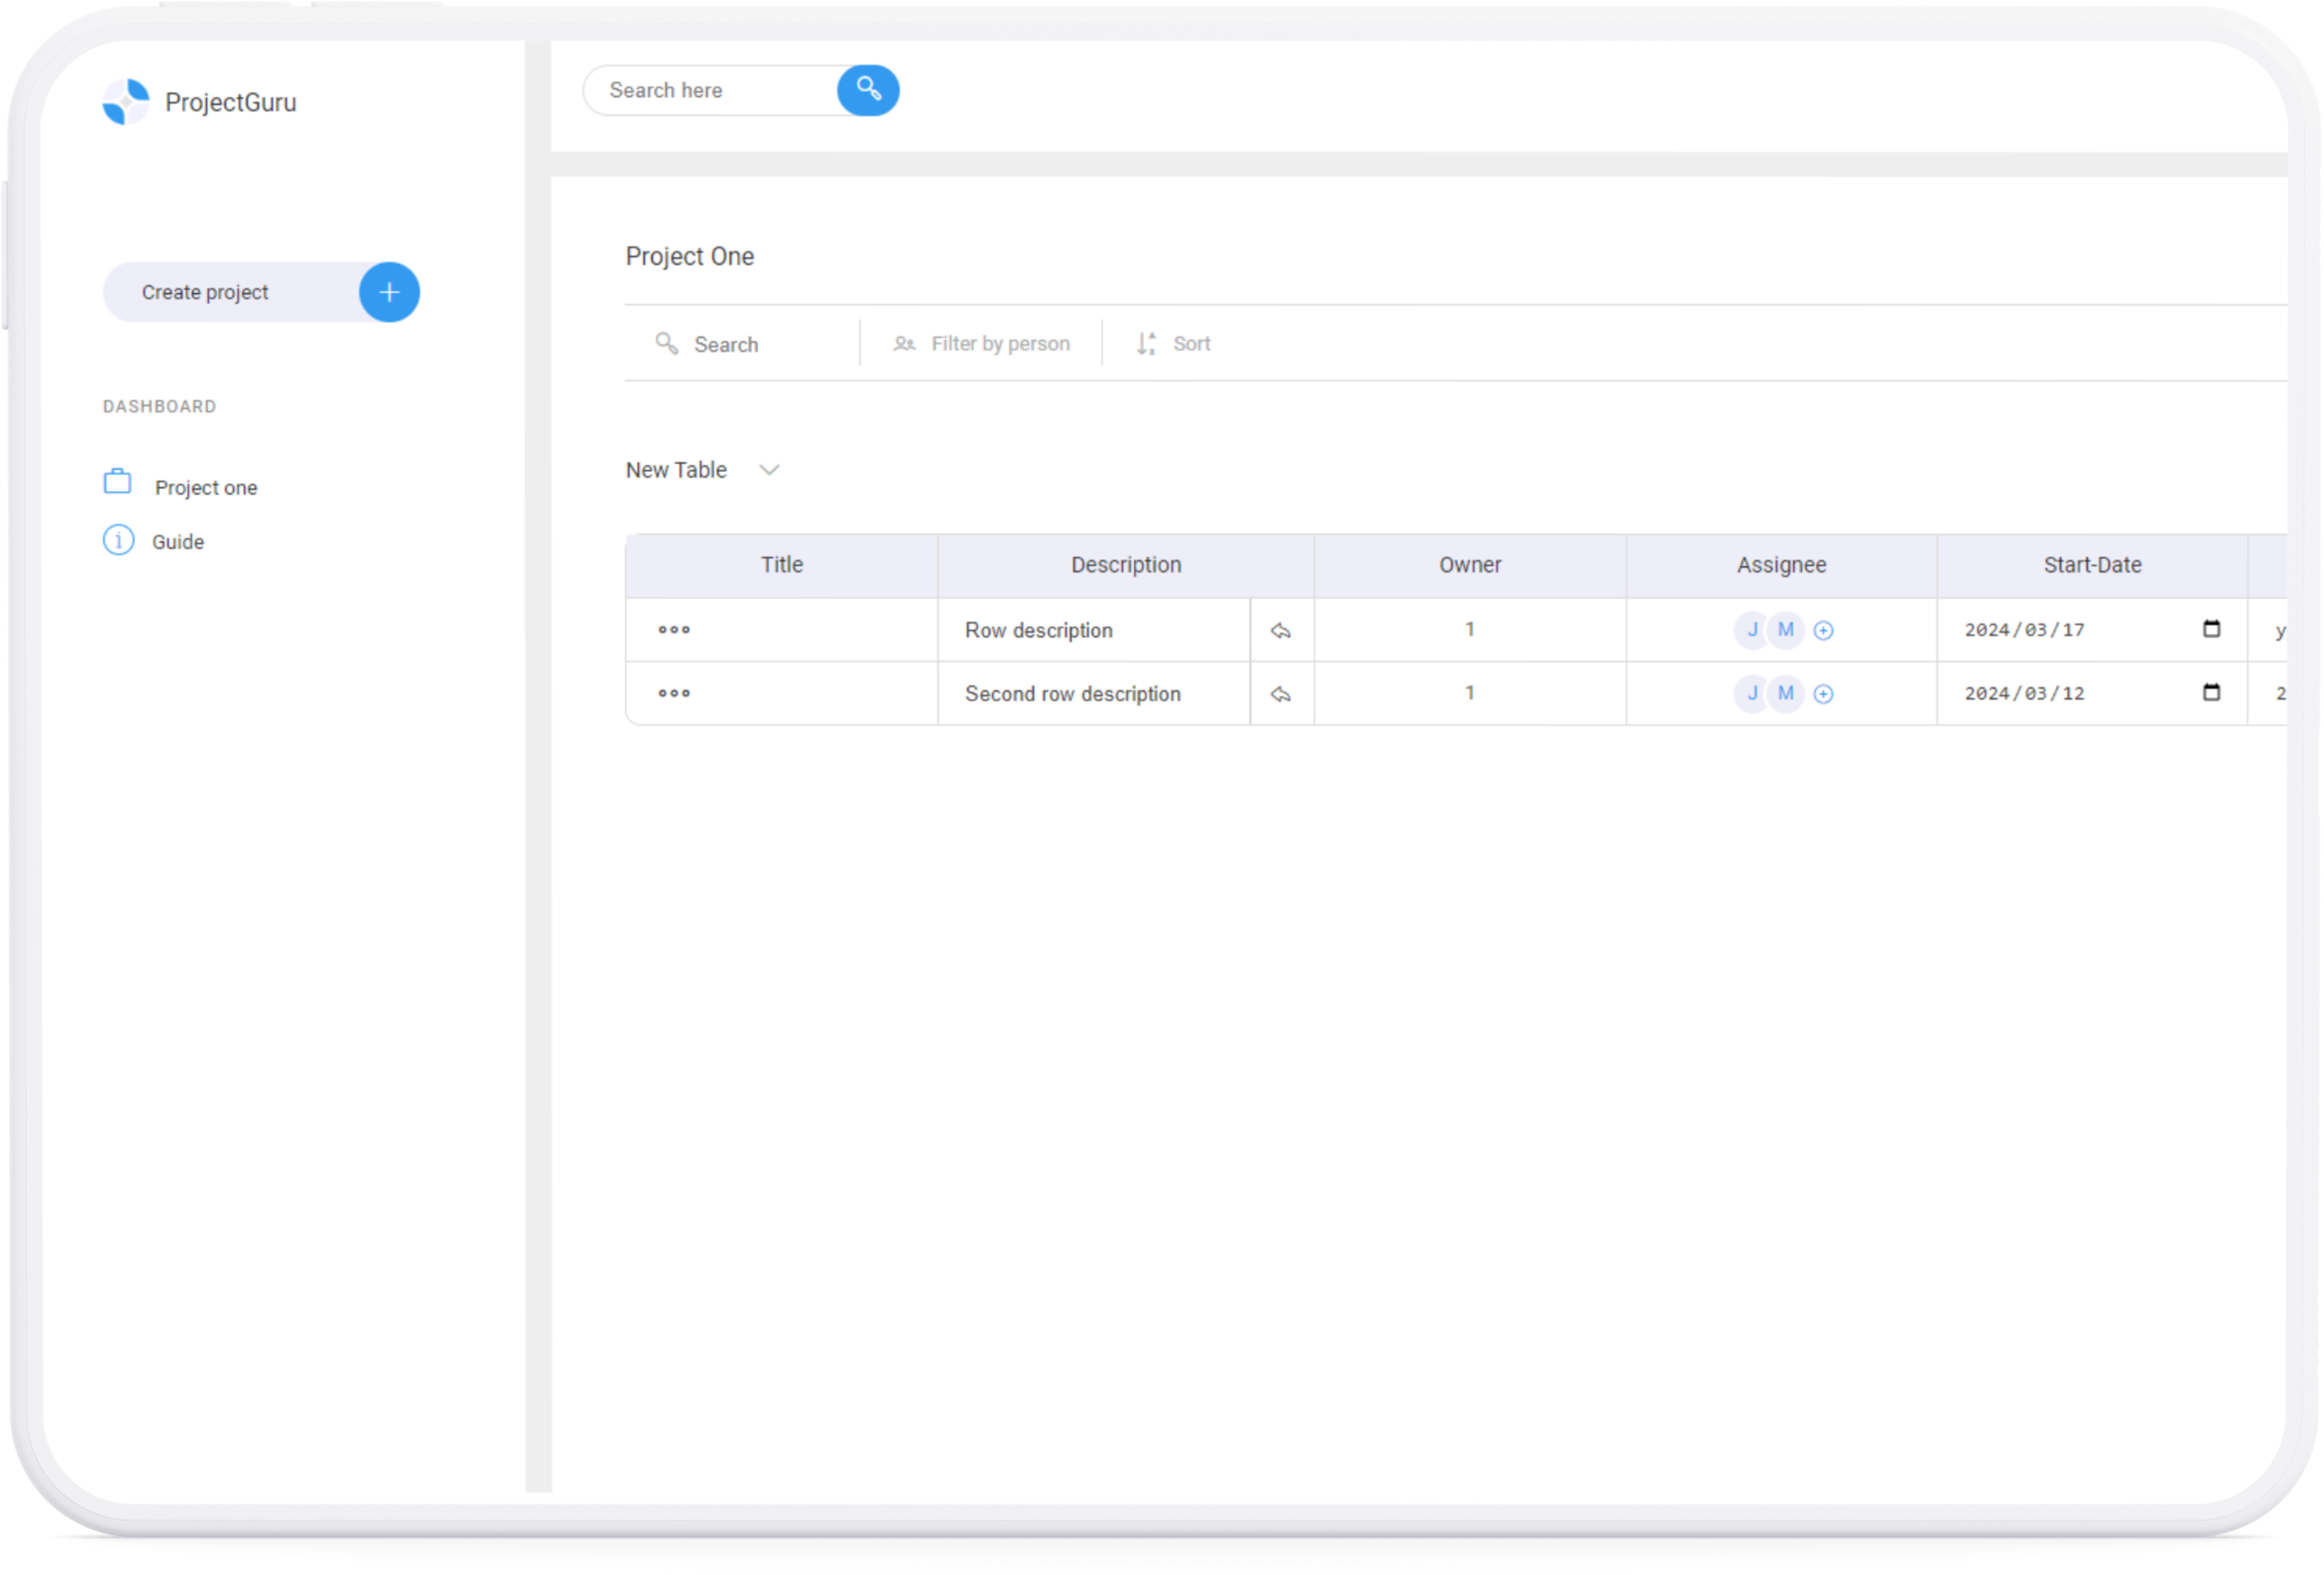 ProjectGuru
Search here
Create project
DASHBOARD
Project one
Guide
Project One
Search Filter by person Sort
New Table
Title Description Owner Assignee Start-Date
Row description 1 J M 2024/03/17 y
Second row description 1 J M 2024/03/12 2